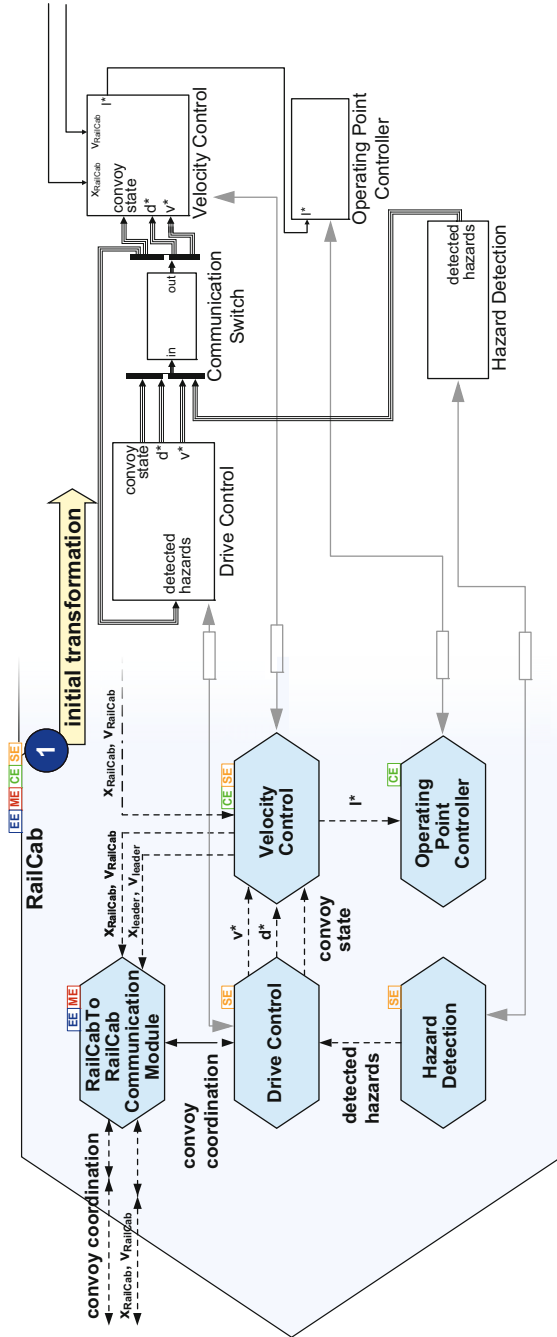 RailCab
EE ME CE SE
1
initial transformation
convoy coordination
xRailCab, vRailCab
EE ME
RailCabTo
RailCab
Communication
Module
xRailCab, vRailCab
xleader, vleader
xRailCab, vRailCab
convoy
coordination
SE
Drive Control
v*
d*
convoy
state
CE SE
Velocity
Control
detected
hazards
SE
Hazard
Detection
l*
CE
Operating
Point
Controller
detected
hazards
convoy
state
d*
v*
Drive Control
in
out
Communication
Switch
xRailCab
vRailCab
convoy
state
d*
v*
l*
Velocity Control
l*
Operating Point
Controller
detected
hazards
Hazard Detection